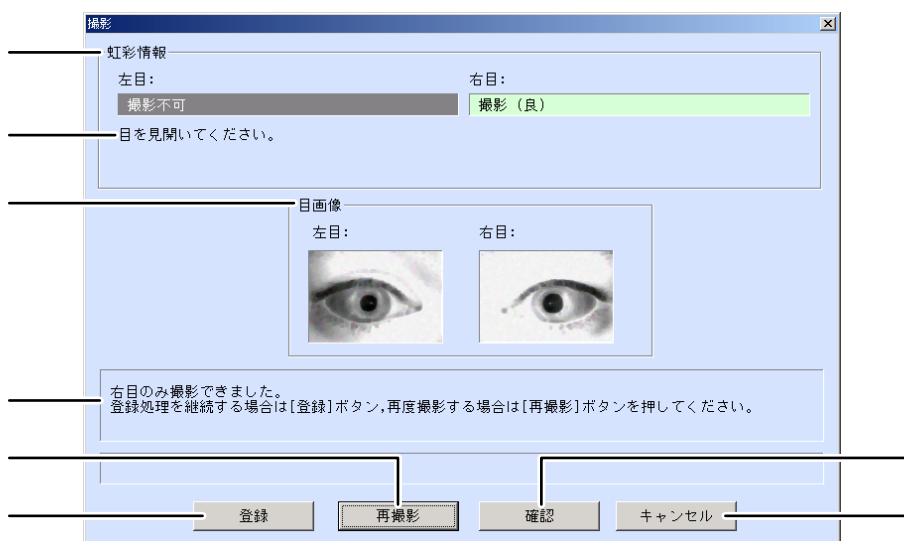 撮影
虹彩情報
左目:
右目:
撮影不可
撮影（良）
目を見開いてください。
目画像
左目:
右目:
右目のみ撮影できました。
登録処理を継続する場合は[登録]ボタン,再度撮影する場合は[再撮影]ボタンを押してください。
登録
再撮影
確認
キャンセル